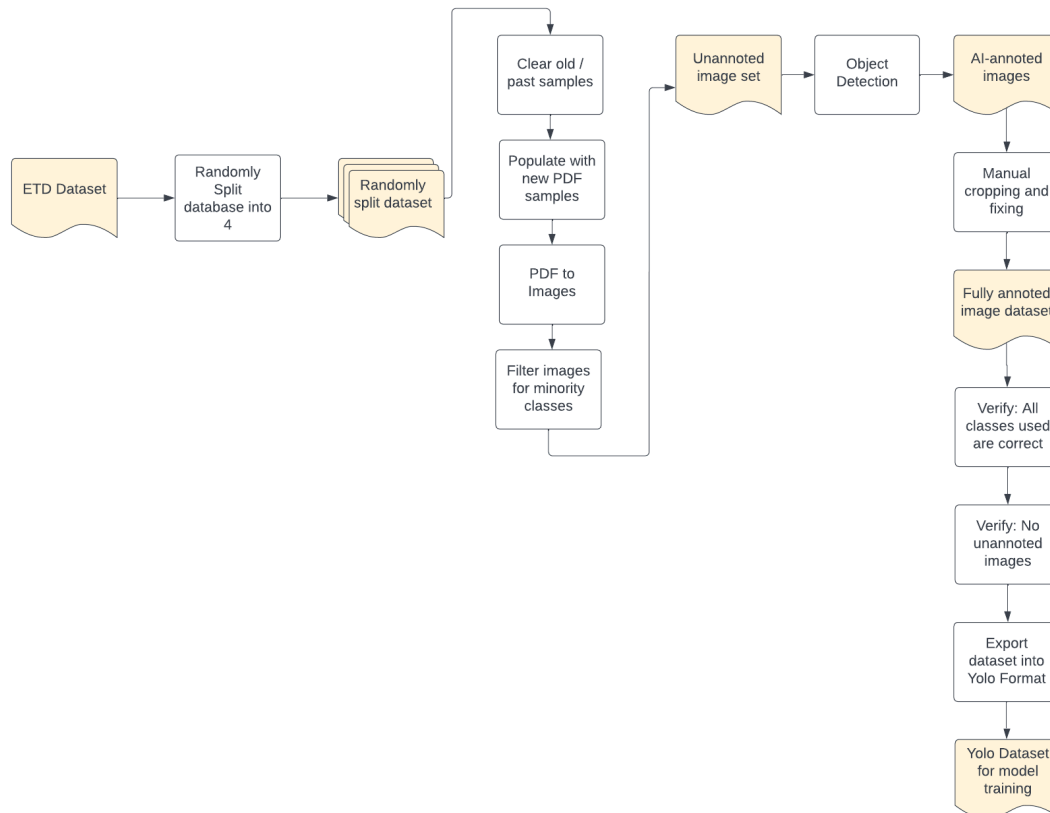 ETD Dataset
Randomly
Split
database into
4
Randomly
split dataset
Clear old /
past samples
Populate with
new PDF
samples
PDF to
Images
Filter images
for minority
classes
Unannoted
image set
Object
Detection
AI-annoted
images
Manual
cropping and
fixing
Fully annoted
image dataset
Verify: All
classes used
are correct
Verify: No
unannoted
images
Export
dataset into
Yolo Format
Yolo Dataset
for model
training